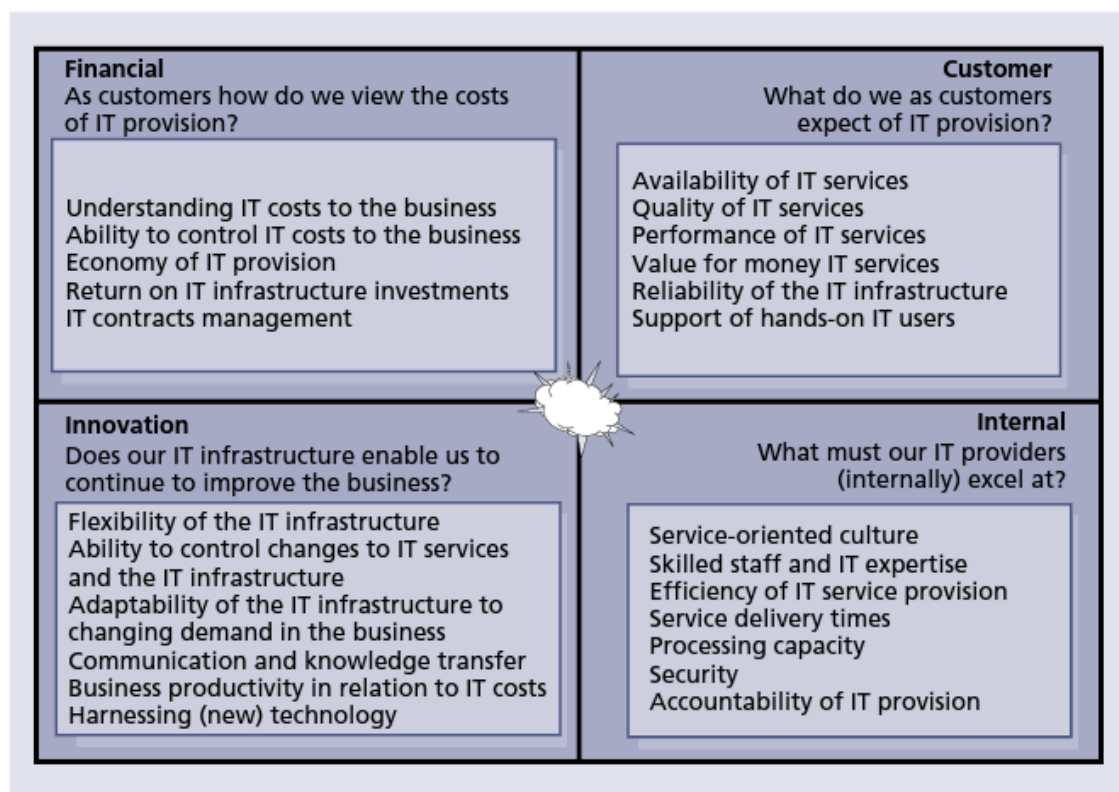 Financial
As customers how do we view the costs
of IT provision?
Understanding IT costs to the business
Ability to control IT costs to the business
Economy of IT provision
Return on IT infrastructure investments
IT contracts management
Customer
What do we as customers
expect of IT provision?
Availability of IT services
Quality of IT services
Performance of IT services
Value for money IT services
Reliability of the IT infrastructure
Support of hands-on IT users
Innovation
Does our IT infrastructure enable us to
continue to improve the business?
Flexibility of the IT infrastructure
Ability to control changes to IT services
and the IT infrastructure
Adaptability of the IT infrastructure to
changing demand in the business
Communication and knowledge transfer
Business productivity in relation to IT costs
Harnessing (new) technology
Internal
What must our IT providers
(internally) excel at?
Service-oriented culture
Skilled staff and IT expertise
Efficiency of IT service provision
Service delivery times
Processing capacity
Security
Accountability of IT provision